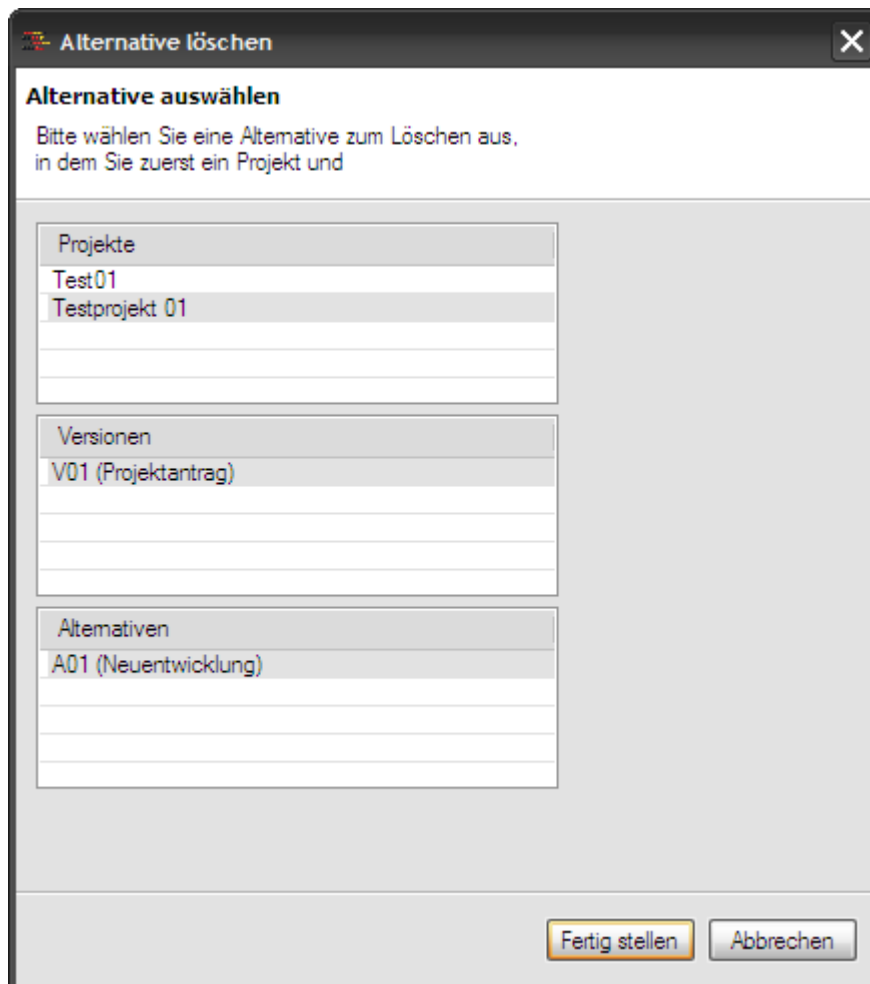 Alternative löschen
Alternative auswählen
Bitte wählen Sie eine Alternative zum Löschen aus,
in dem Sie zuerst ein Projekt und
Projekte
Test01
Testprojekt 01
Versionen
V01 (Projektantrag)
Alternativen
A01 (Neuentwicklung)
Fertig stellen
Abbrechen